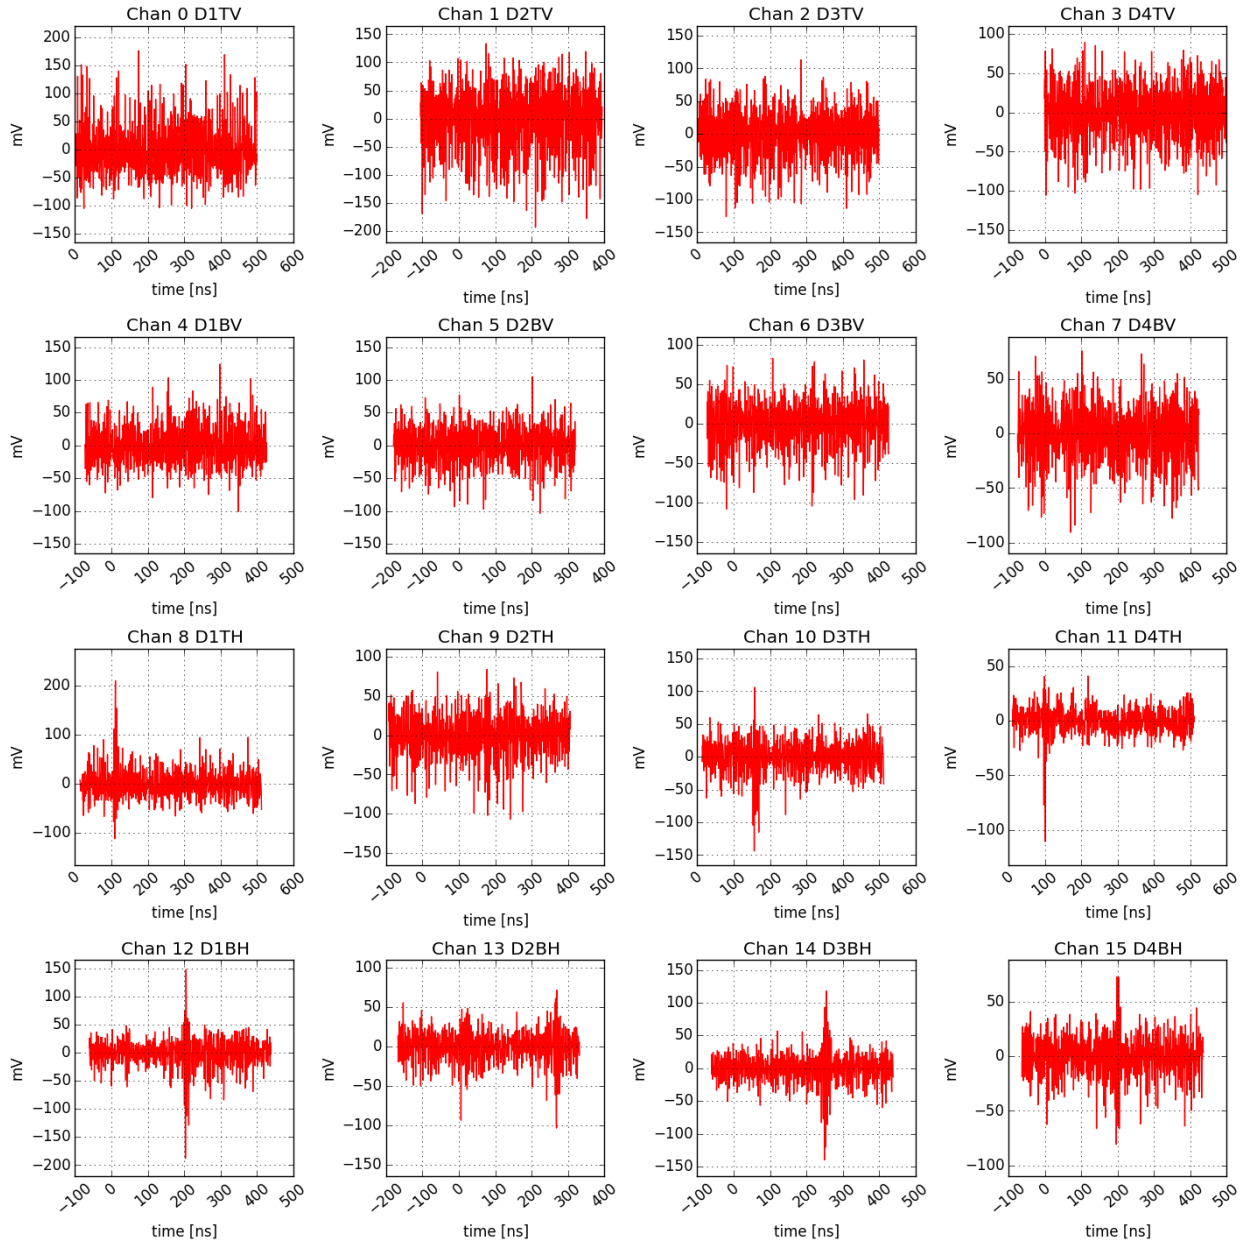 Chan 0 D1TV
mV
200
150
100
50
0
−50
−100
−150
0 100 200 300 400 500 600
time [ns]
Chan 1 D2TV
mV
150
100
50
0
−50
−100
−150
−200
−200 −100 0 100 200 300 400
time [ns]
Chan 2 D3TV
mV
150
100
50
0
−50
−100
−150
0 100 200 300 400 500 600
time [ns]
Chan 3 D4TV
mV
100
50
0
−50
−100
−150
−100 0 100 200 300 400 500
time [ns]
Chan 4 D1BV
mV
150
100
50
0
−50
−100
−150
−100 0 100 200 300 400 500
time [ns]
Chan 5 D2BV
mV
150
100
50
0
−50
−100
−150
−200 −100 0 100 200 300 400
time [ns]
Chan 6 D3BV
mV
100
50
0
−50
−100
−150
−100 0 100 200 300 400 500
time [ns]
Chan 7 D4BV
mV
50
0
−50
−100
−100 0 100 200 300 400 500
time [ns]
Chan 8 D1TH
mV
200
100
0
−100
0 100 200 300 400 500 600
time [ns]
Chan 9 D2TH
mV
100
50
0
−50
−100
−150
−100 0 100 200 300 400 500
time [ns]
Chan 10 D3TH
mV
150
100
50
0
−50
−100
−150
0 100 200 300 400 500 600
time [ns]
Chan 11 D4TH
mV
50
0
−50
−100
0 100 200 300 400 500 600
time [ns]
Chan 12 D1BH
mV
150
100
50
0
−50
−100
−150
−200
−100 0 100 200 300 400 500
time [ns]
Chan 13 D2BH
mV
100
50
0
−50
−100
−150
−200 −100 0 100 200 300 400
time [ns]
Chan 14 D3BH
mV
150
100
50
0
−50
−100
−150
−100 0 100 200 300 400 500
time [ns]
Chan 15 D4BH
mV
50
0
−50
−100
−100 0 100 200 300 400 500
time [ns]